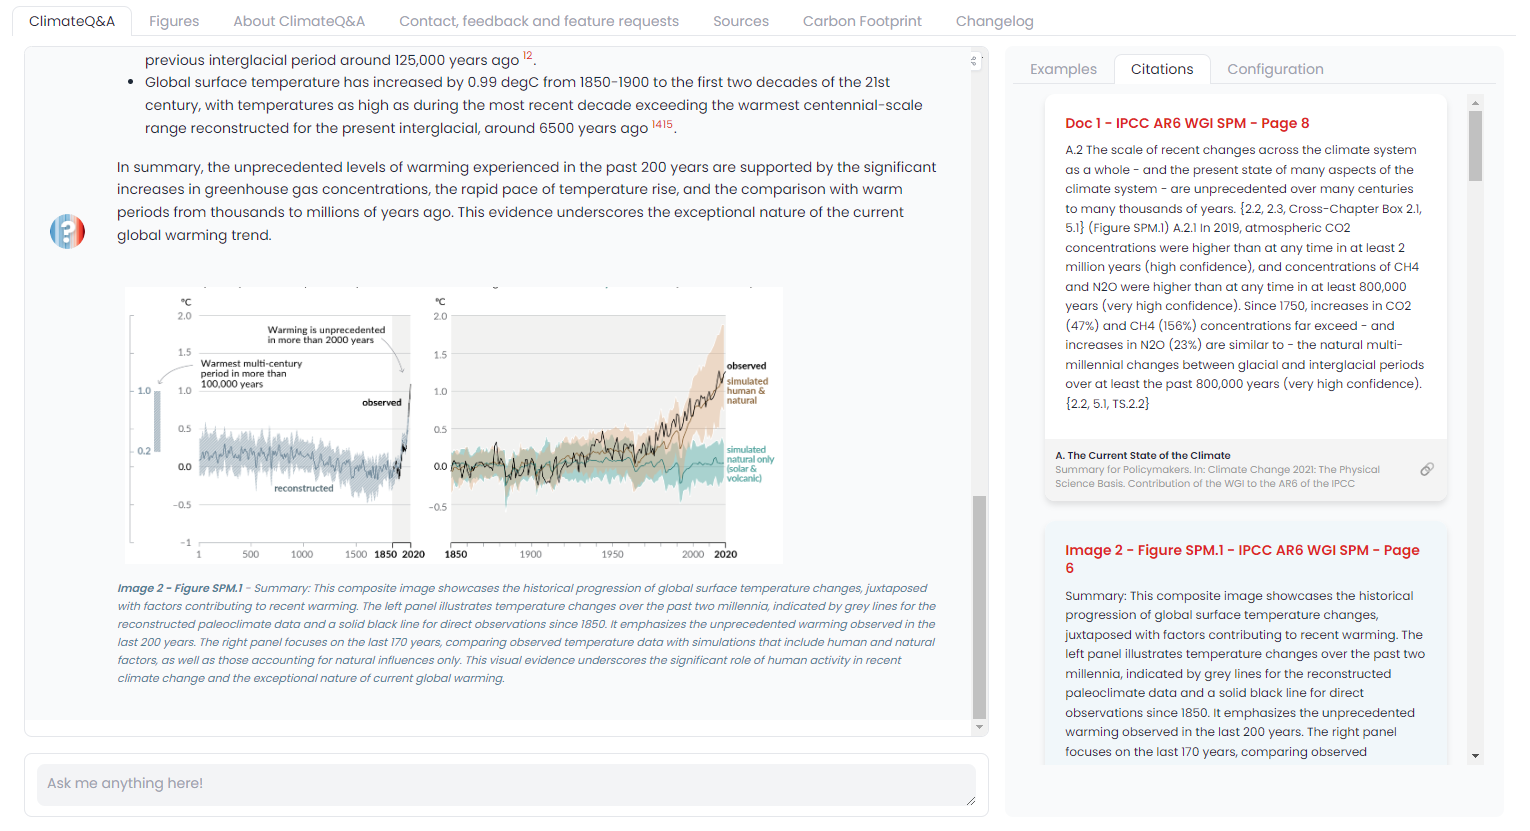 ClimateQ&A
Figures
About ClimateQ&A
Contact, feedback and feature requests
Sources
Carbon Footprint
Changelog
previous interglacial period around 125,000 years ago 12.
• Global surface temperature has increased by 0.99 degC from 1850-1900 to the first two decades of the 21st
century, with temperatures as high as during the most recent decade exceeding the warmest centennial-scale
range reconstructed for the present interglacial, around 6500 years ago 1415.
In summary, the unprecedented levels of warming experienced in the past 200 years are supported by the significant
increases in greenhouse gas concentrations, the rapid pace of temperature rise, and the comparison with warm
periods from thousands to millions of years ago. This evidence underscores the exceptional nature of the current
global warming trend.
?
°C
2.0
1.5
1.0
0.5
0.0
-0.5
-1
1.0
0.2
Warming is unprecedented
in more than 2000 years
Warmest multi-century
period in more than
100,000 years
observed
reconstructed
1
500
1000
1500
1850
2020
°C
2.0
1.5
1.0
0.5
0.0
-0.5
observed
simulated
human &
natural
simulated
natural only
(solar &
volcanic)
1850
1900
1950
2000
2020
Image 2 - Figure SPM.1 - Summary: This composite image showcases the historical progression of global surface temperature changes, juxtaposed
with factors contributing to recent warming. The left panel illustrates temperature changes over the past two millennia, indicated by grey lines for the
reconstructed paleoclimate data and a solid black line for direct observations since 1850. It emphasizes the unprecedented warming observed in the
last 200 years. The right panel focuses on the last 170 years, comparing observed temperature data with simulations that include human and natural
factors, as well as those accounting for natural influences only. This visual evidence underscores the significant role of human activity in recent
climate change and the exceptional nature of current global warming.
Ask me anything here!
Examples
Citations
Configuration
Doc 1 - IPCC AR6 WGI SPM - Page 8
A.2 The scale of recent changes across the climate system
as a whole - and the present state of many aspects of the
climate system - are unprecedented over many centuries
to many thousands of years. {2.2, 2.3, Cross-Chapter Box 2.1,
5.1} (Figure SPM.1) A.2.1 In 2019, atmospheric CO2
concentrations were higher than at any time in at least 2
million years (high confidence), and concentrations of CH4
and N2O were higher than at any time in at least 800,000
years (very high confidence). Since 1750, increases in CO2
(47%) and CH4 (156%) concentrations far exceed - and
increases in N2O (23%) are similar to - the natural multi-
millennial changes between glacial and interglacial periods
over at least the past 800,000 years (very high confidence).
{2.2, 5.1, TS.2.2}
A. The Current State of the Climate
Summary for Policymakers. In: Climate Change 2021: The Physical
Science Basis. Contribution of the WGI to the AR6 of the IPCC
Image 2 - Figure SPM.1 - IPCC AR6 WGI SPM - Page
6
Summary: This composite image showcases the historical
progression of global surface temperature changes,
juxtaposed with factors contributing to recent warming. The
left panel illustrates temperature changes over the past two
millennia, indicated by grey lines for the reconstructed
paleoclimate data and a solid black line for direct
observations since 1850. It emphasizes the unprecedented
warming observed in the last 200 years. The right panel
focuses on the last 170 years, comparing observed